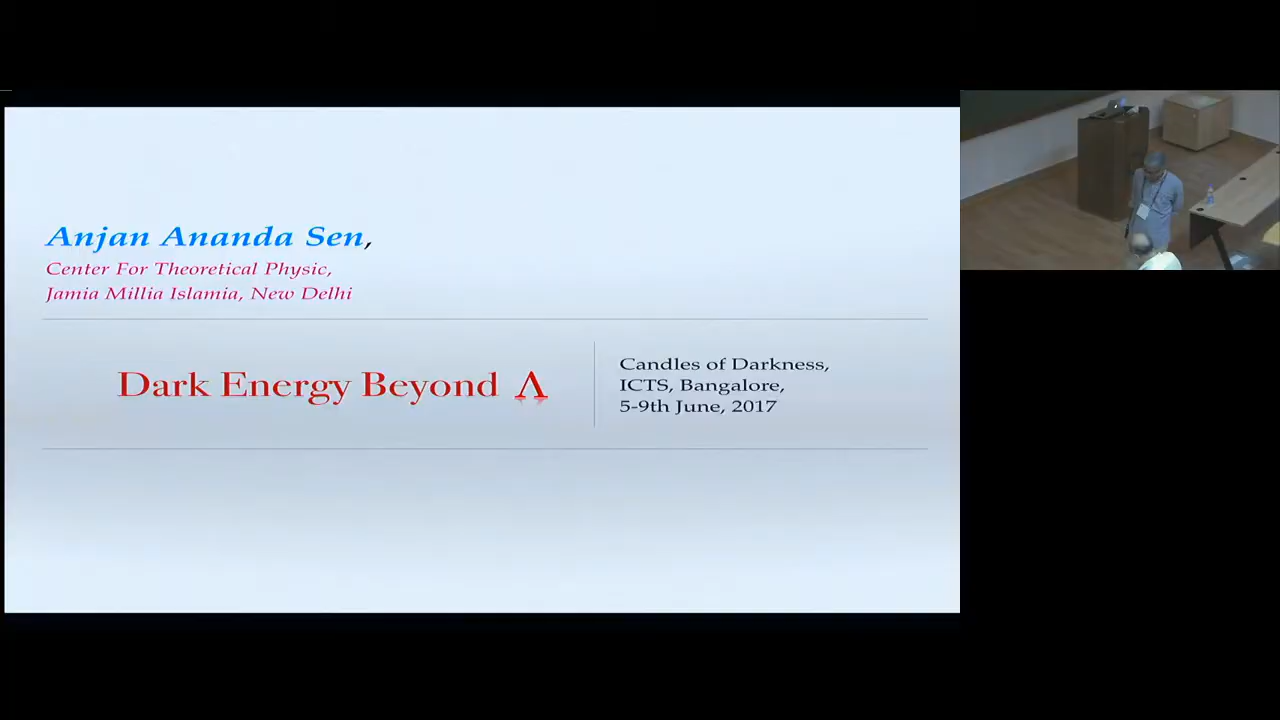 Anjan Ananda Sen,
Center For Theoretical Physic,
Jamia Millia Islamia, New Delhi
Dark Energy Beyond Λ
Candles of Darkness,
ICTS, Bangalore,
5-9th June, 2017